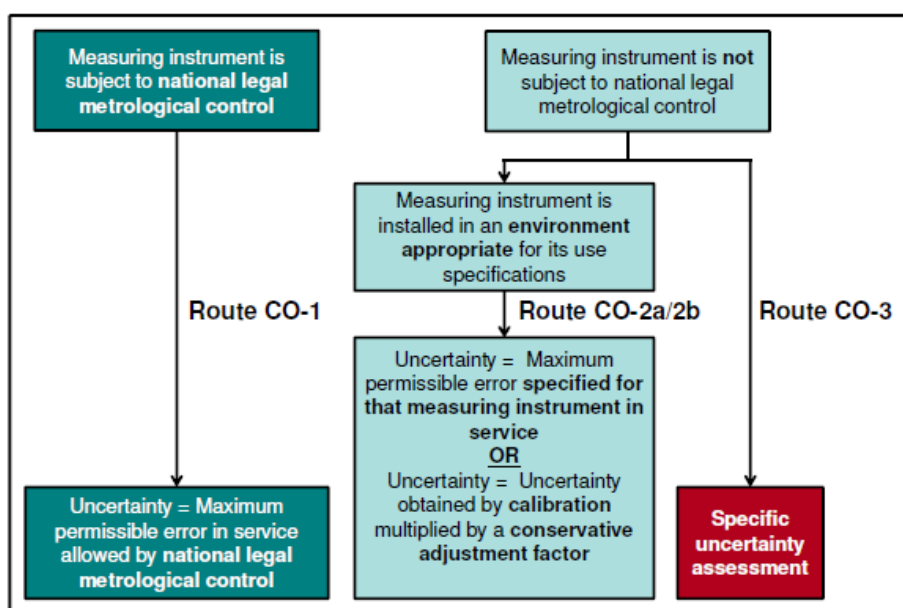 Measuring instrument is
subject to national legal
metrological control
Measuring instrument is not
subject to national legal
metrological control
Measuring instrument is
installed in an environment
appropriate for its use
specifications
Route CO-1
Route CO-2a/2b
Route CO-3
Uncertainty = Maximum
permissible error in service
allowed by national legal
metrological control
Uncertainty = Maximum
permissible error specified for
that measuring instrument in
service
OR
Uncertainty = Uncertainty
obtained by calibration
multiplied by a conservative
adjustment factor
Specific
uncertainty
assessment